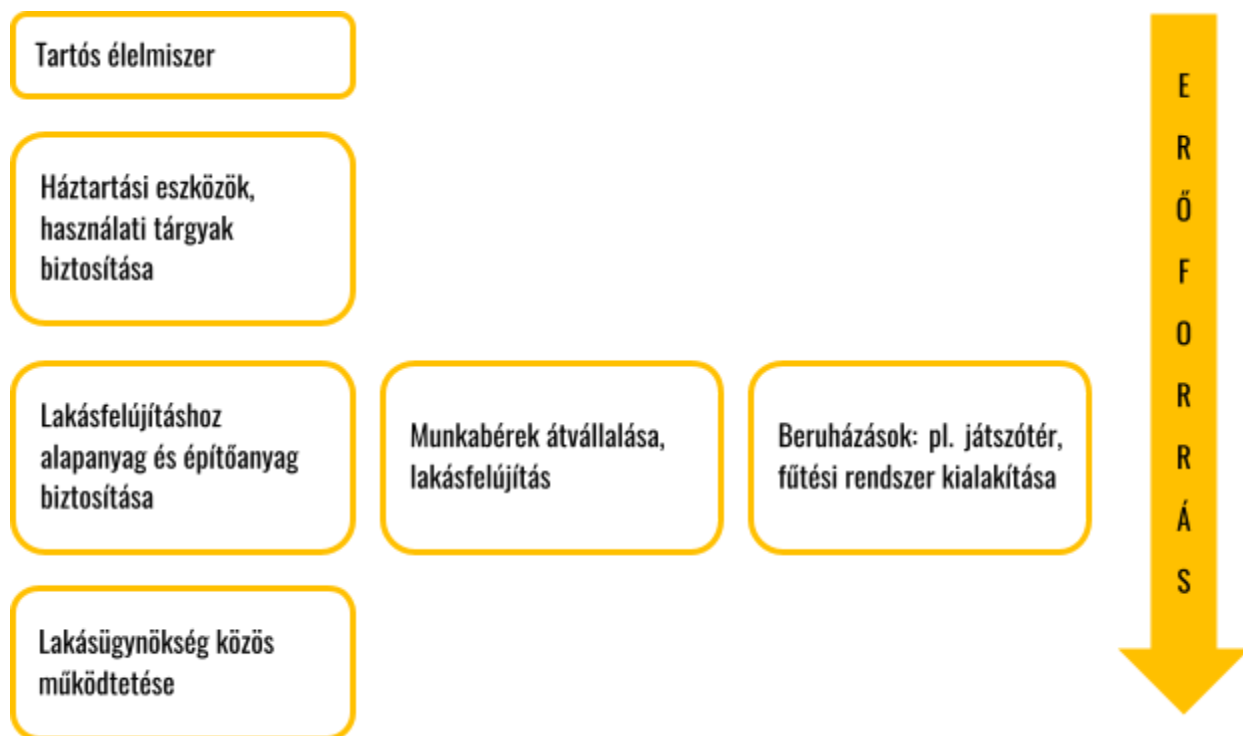 Tartós élelmiszer
Háztartási eszközök,
használati tárgyak
biztosítása
Lakásfelújításhoz
alapanyag és építőanyag
biztosítása
Munkabérek átvállalása,
lakásfelújítás
Beruházások: pl. játszótér,
fűtési rendszer kialakítása
Lakásügynökség közös
működtetése
E
R
Ő
F
O
R
R
Á
S